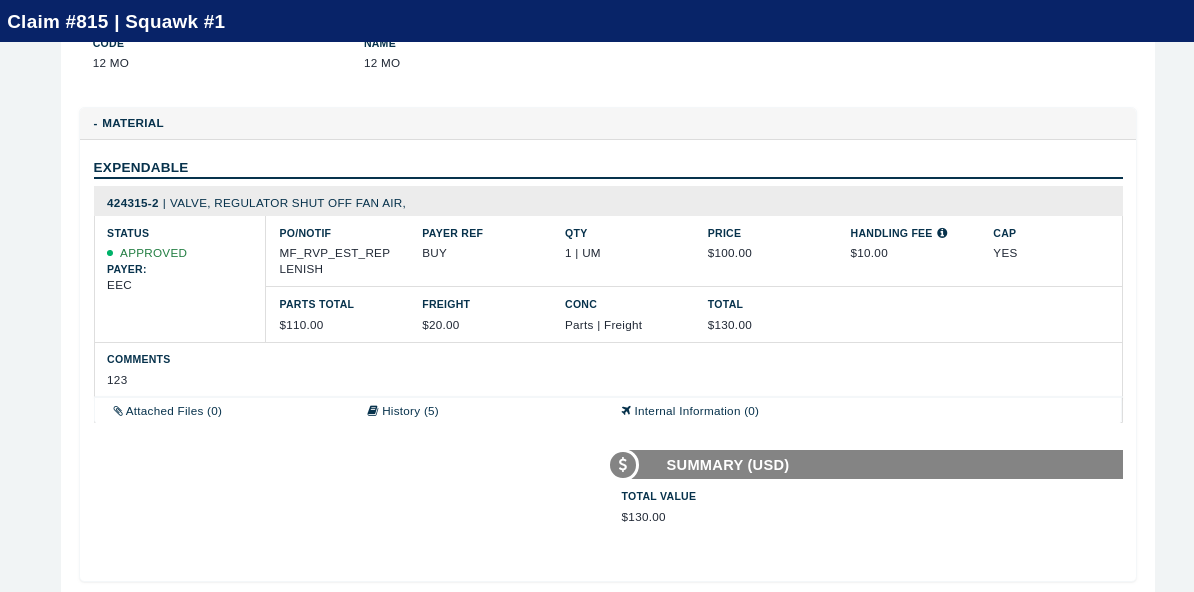 Claim #815 | Squawk #1
CODE NAME
12 MO 12 MO
- MATERIAL
EXPENDABLE
424315-2 | VALVE, REGULATOR SHUT OFF FAN AIR,
STATUS PO/NOTIF PAYER REF QTY PRICE HANDLING FEE CAP
APPROVED MF_RVP_EST_REP BUY 1 | UM $100.00 $10.00 YES
PAYER: LENISH
EEC
PARTS TOTAL FREIGHT CONC TOTAL
$110.00 $20.00 Parts | Freight $130.00
COMMENTS
123
Attached Files (0) History (5) Internal Information (0)
$ SUMMARY (USD)
TOTAL VALUE
$130.00